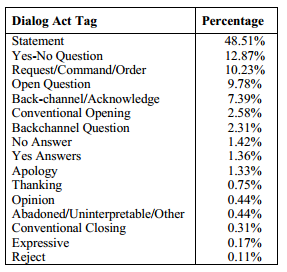 Dialog Act Tag Percentage
Statement 48.51%
Yes-No Question 12.87%
Request/Command/Order 10.23%
Open Question 9.78%
Back-channel/Acknowledge 7.39%
Conventional Opening 2.58%
Backchannel Question 2.31%
No Answer 1.42%
Yes Answers 1.36%
Apology 1.33%
Thanking 0.75%
Opinion 0.44%
Abadoned/Uninterpretable/Other 0.44%
Conventional Closing 0.31%
Expressive 0.17%
Reject 0.11%